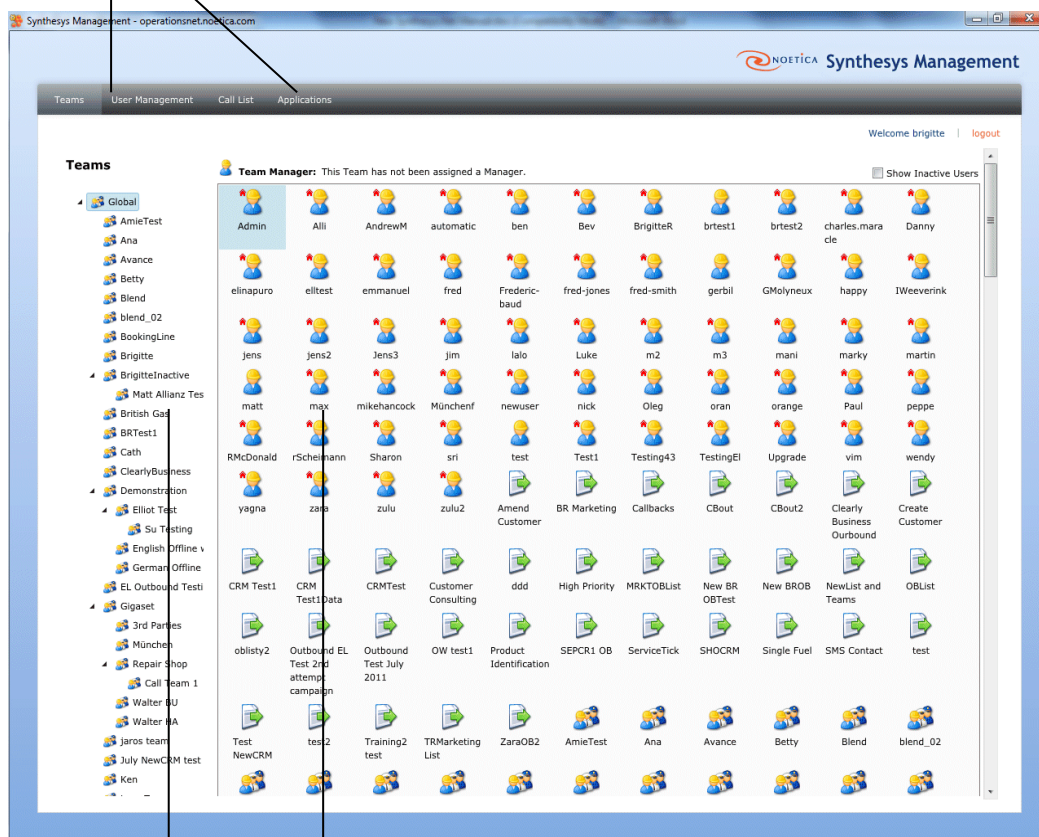 Synthesys Management - operationsnet.noetica.com
NOETICA Synthesys Management
Teams User Management Call List Applications
Welcome brigitte | logout
Teams
Team Manager: This Team has not been assigned a Manager.
Show Inactive Users
Global
AmieTest
Ana
Avance
Betty
Blend
blend_02
BookingLine
Brigitte
BrigitteInactive
Matt Allianz Tes
British Gas
BRTest1
Cath
ClearlyBusiness
Demonstration
Elliot Test
Su Testing
English Offline v
German Offline
EL Outbound Testi
Gigaset
3rd Parties
München
Repair Shop
Call Team 1
Walter BU
Walter HA
jaros team
July NewCRM test
Ken
Admin Alli AndrewM automatic ben Bev BrigitteR brtest1 brtest2 charles.mara Danny
cle
elinapuro elltest emmanuel fred Frederic- fred-jones fred-smith gerbil GMolyneux happy IWeeverink
baud
jens jens2 Jens3 jim lalo Luke m2 m3 mani marky martin
matt max mikehancock Münchenf newuser nick Oleg oran orange Paul peppe
RMcDonald rScheimann Sharon sri test Test1 Testing43 TestingEl Upgrade vim wendy
yagna zara zulu zulu2 Amend BR Marketing Callbacks CBout CBout2 Clearly Create
Customer Business Customer
Ourbound
CRM Test1 CRM CRMTest Customer ddd High Priority MRKTOBList New BR New BROB NewList and OBList
Test1Data Consulting OBTest Teams
oblisty2 Outbound EL Outbound OW test1 Product SEPCR1 OB ServiceTick SHOCRM Single Fuel SMS Contact test
Test 2nd Test July Identification
attempt 2011
campaign
Test test2 Training2 TRMarketing ZaraOB2 AmieTest Ana Avance Betty Blend blend_02
NewCRM test List